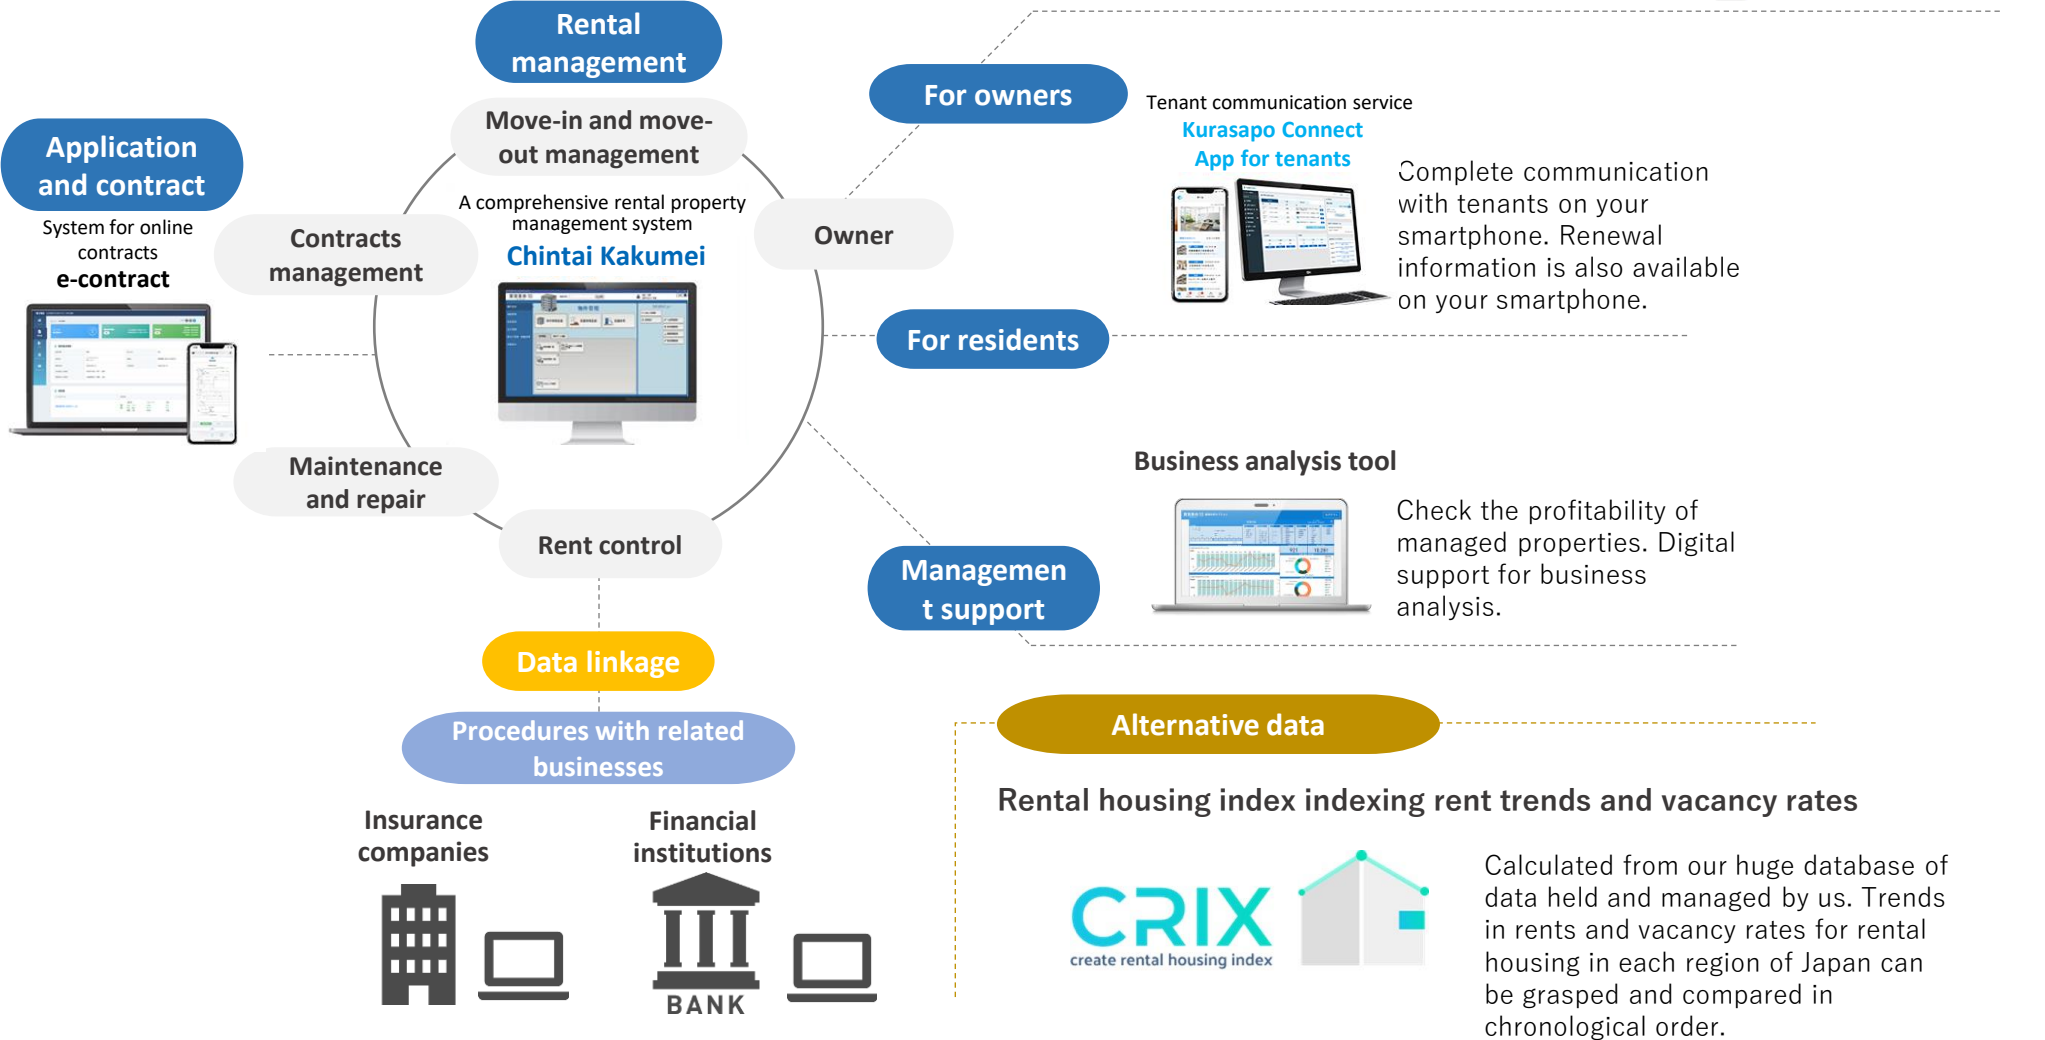 Rental
management
Move-in and move-
out management
Application
and contract
System for online
contracts
e-contract
Contracts
management
A comprehensive rental property
management system
Chintai Kakumei
Owner
Maintenance
and repair
Rent control
For owners
Tenant communication service
Kurasapo Connect
App for tenants
Complete communication
with tenants on your
smartphone. Renewal
information is also available
on your smartphone.
For residents
Business analysis tool
Check the profitability of
managed properties. Digital
support for business
analysis.
Managemen
t support
Data linkage
Procedures with related
businesses
Insurance
companies
Financial
institutions
BANK
Alternative data
Rental housing index indexing rent trends and vacancy rates
CRIX
create rental housing index
Calculated from our huge database of
data held and managed by us. Trends
in rents and vacancy rates for rental
housing in each region of Japan can
be grasped and compared in
chronological order.